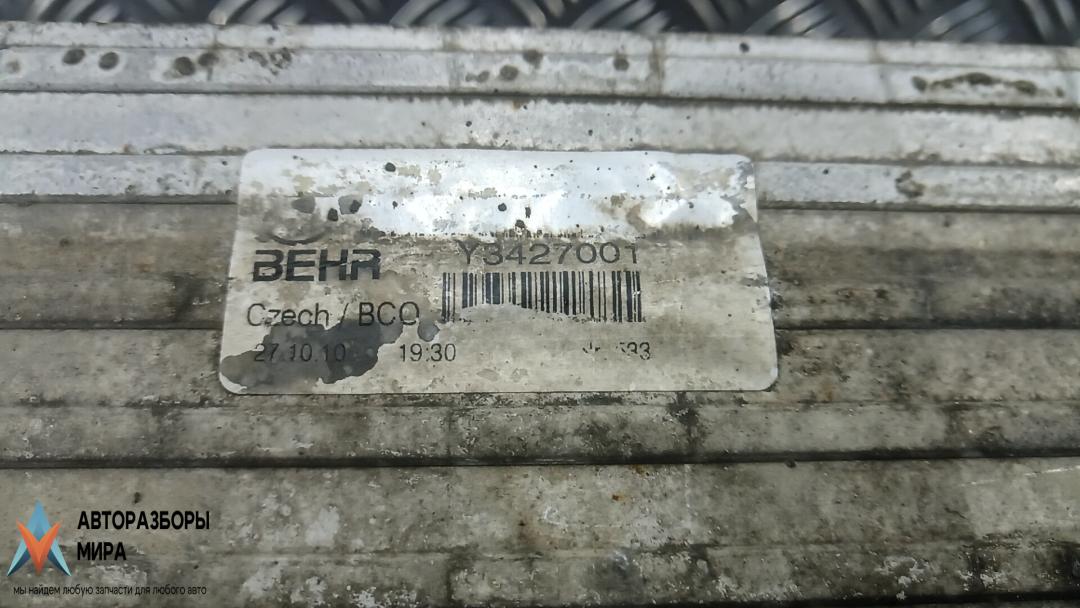 BEHR Y3427001
Czech / BCO
27.10.10 19:30
АВТОРАЗБОРЫ
МИРА
мы найдем любую запчасти для любого авто